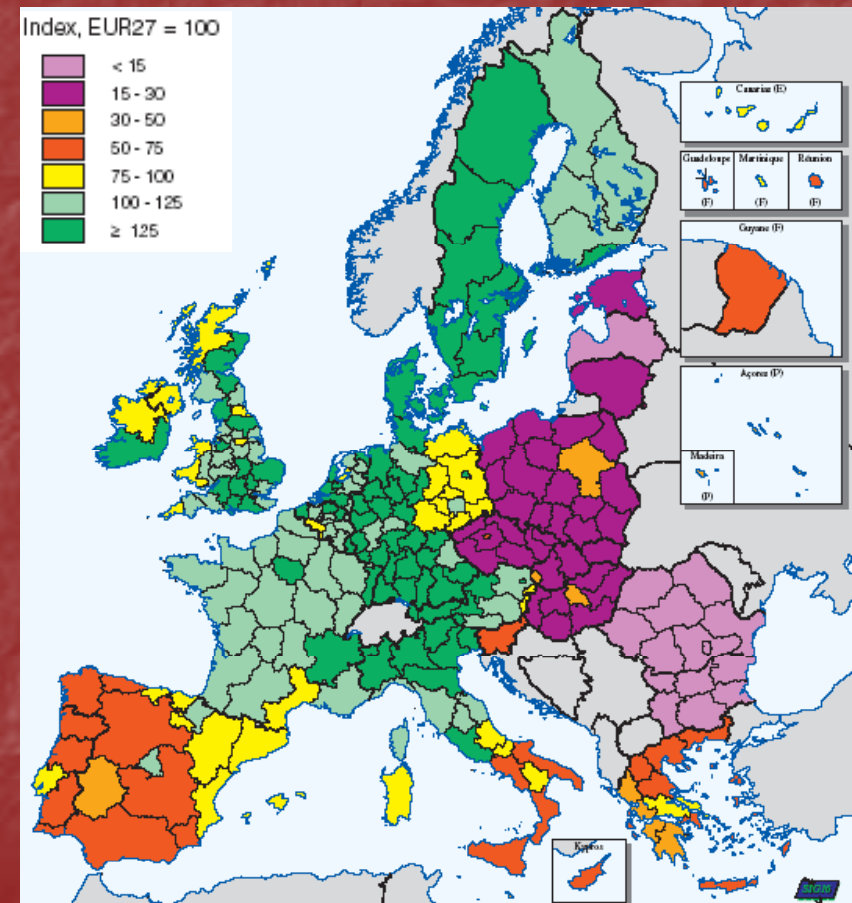 Index, EUR27 = 100
< 15
15 - 30
30 - 50
50 - 75
75 - 100
100 - 125
≥ 125
Canarias (E)
Guadeloupe Martinique Réunion
(F) (F) (F)
Guyane (F)
Açores (P)
Madeira
(P)
Kypros